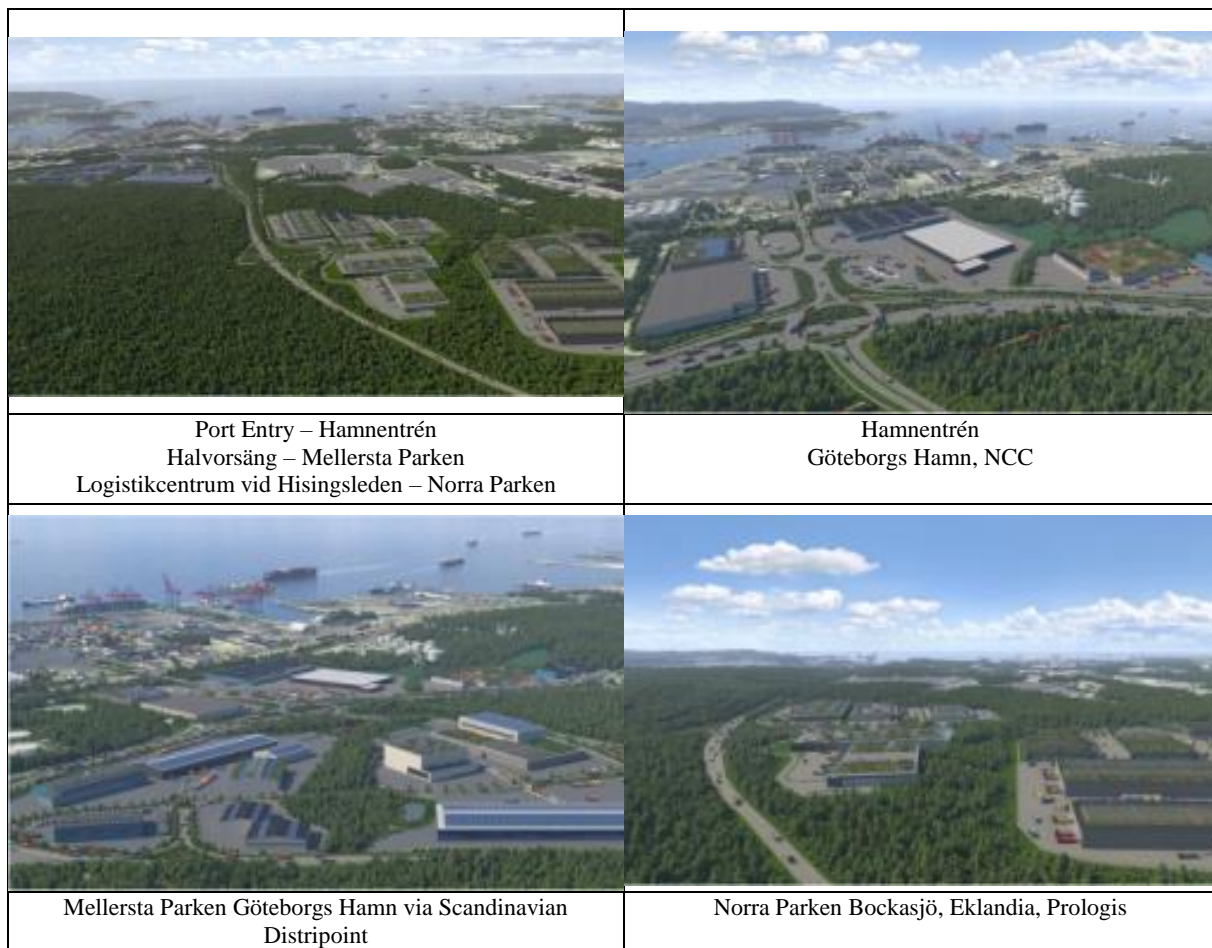 Port Entry – Hamnentrén
Halvorsäng – Mellersta Parken
Logistikcentrum vid Hisingsleden – Norra Parken
Hamnentrén
Göteborgs Hamn, NCC
Mellersta Parken Göteborgs Hamn via Scandinavian
Distripoint
Norra Parken Bockasjö, Eklandia, Prologis